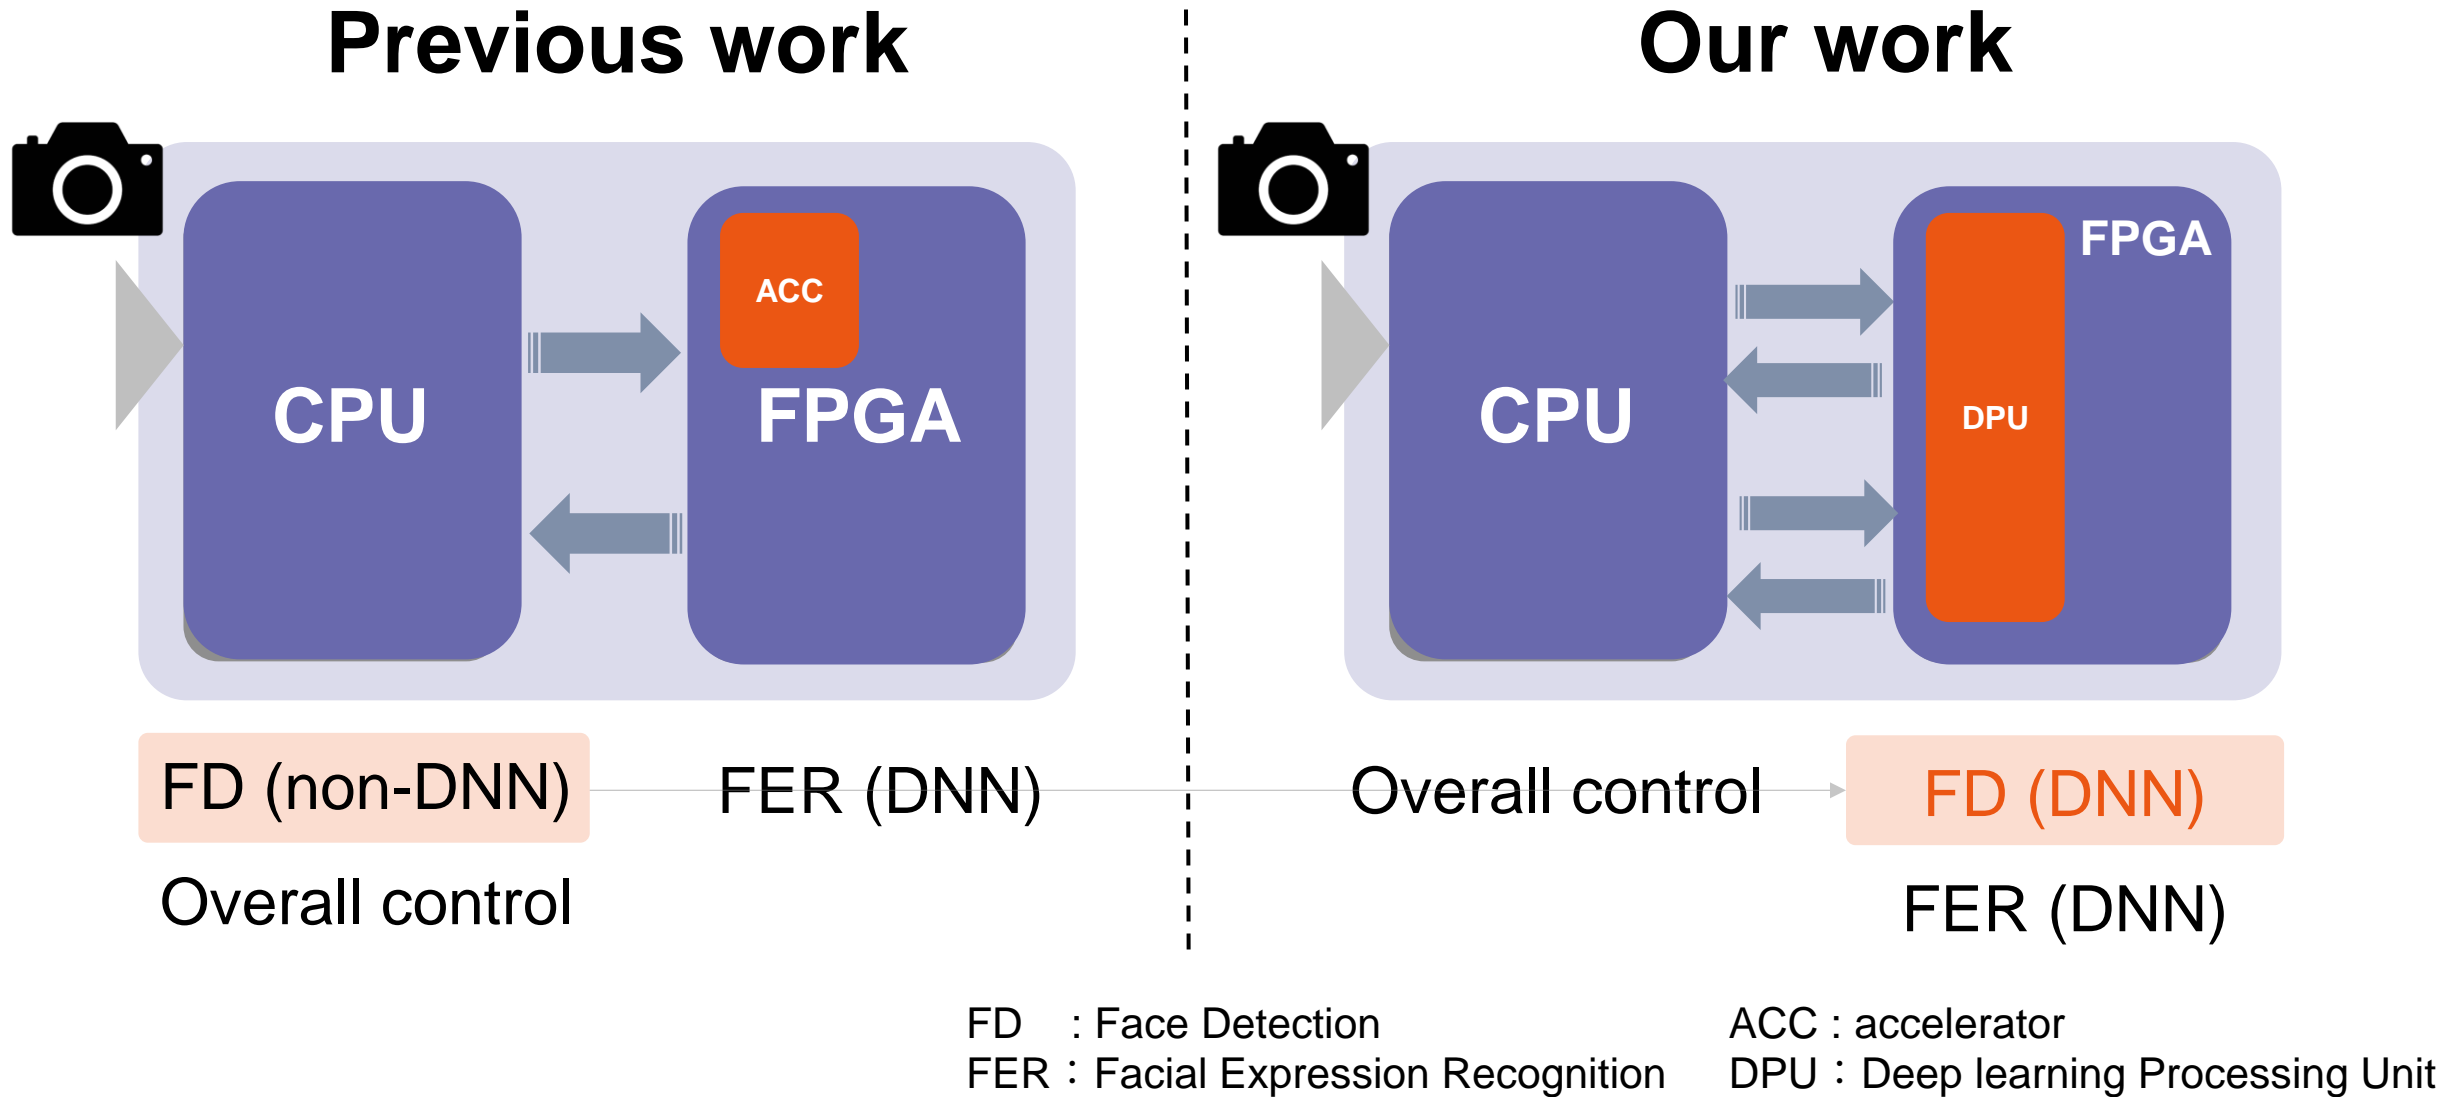 Previous work
Our work
ACC
CPU
FPGA
FPGA
DPU
CPU
FD (non-DNN)
FER (DNN)
Overall control
Overall control
FD (DNN)
FER (DNN)
FD : Face Detection
FER : Facial Expression Recognition
ACC : accelerator
DPU : Deep learning Processing Unit